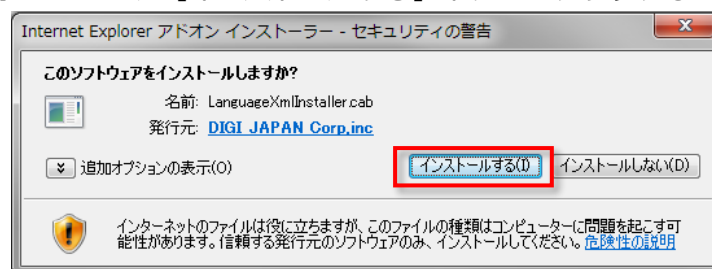 Internet Explorer アドオン インストーラー - セキュリティの警告
このソフトウェアをインストールしますか?
名前: LanguageXmlInstaller.cab
発行元: DIGI JAPAN Corp,inc
追加オプションの表示(O)
インストールする(I)
インストールしない(D)
インターネットのファイルは役に立ちますが、このファイルの種類はコンピューターに問題を起こす可
能性があります。信頼する発行元のソフトウェアのみ、インストールしてください。危険性の説明